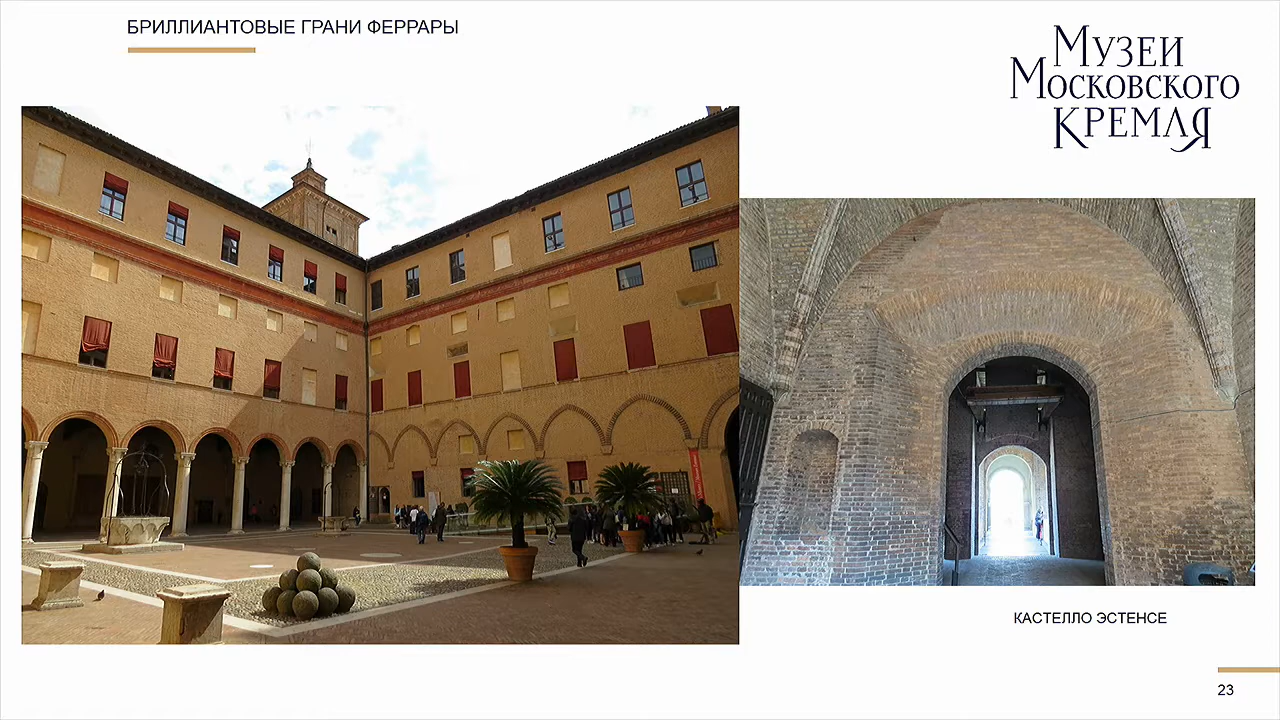 БРИЛЛИАНТОВЫЕ ГРАНИ ФЕРРАРЫ
МУЗЕИ
МОСКОВСКОГО
КРЕМЛЯ
КАСТЕЛЛО ЭСТЕНСЕ
23